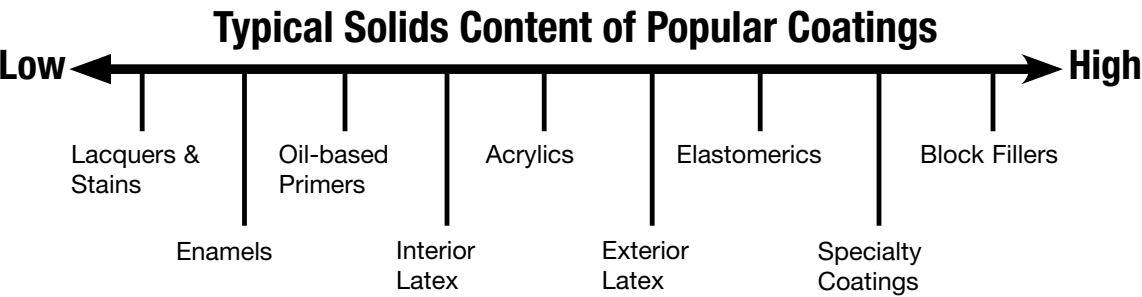 Typical Solids Content of Popular Coatings
Low
High
Lacquers &
Stains
Enamels
Oil-based
Primers
Interior
Latex
Acrylics
Exterior
Latex
Elastomerics
Specialty
Coatings
Block Fillers